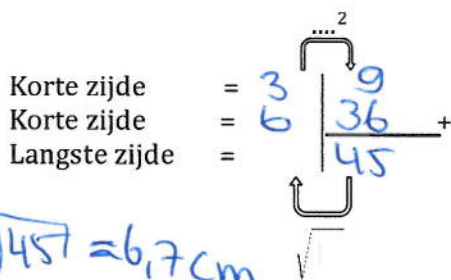 .... ²
Korte zijde = 3 9
Korte zijde = 6 36 +
Langste zijde = 45
√45 = 6,7 cm √